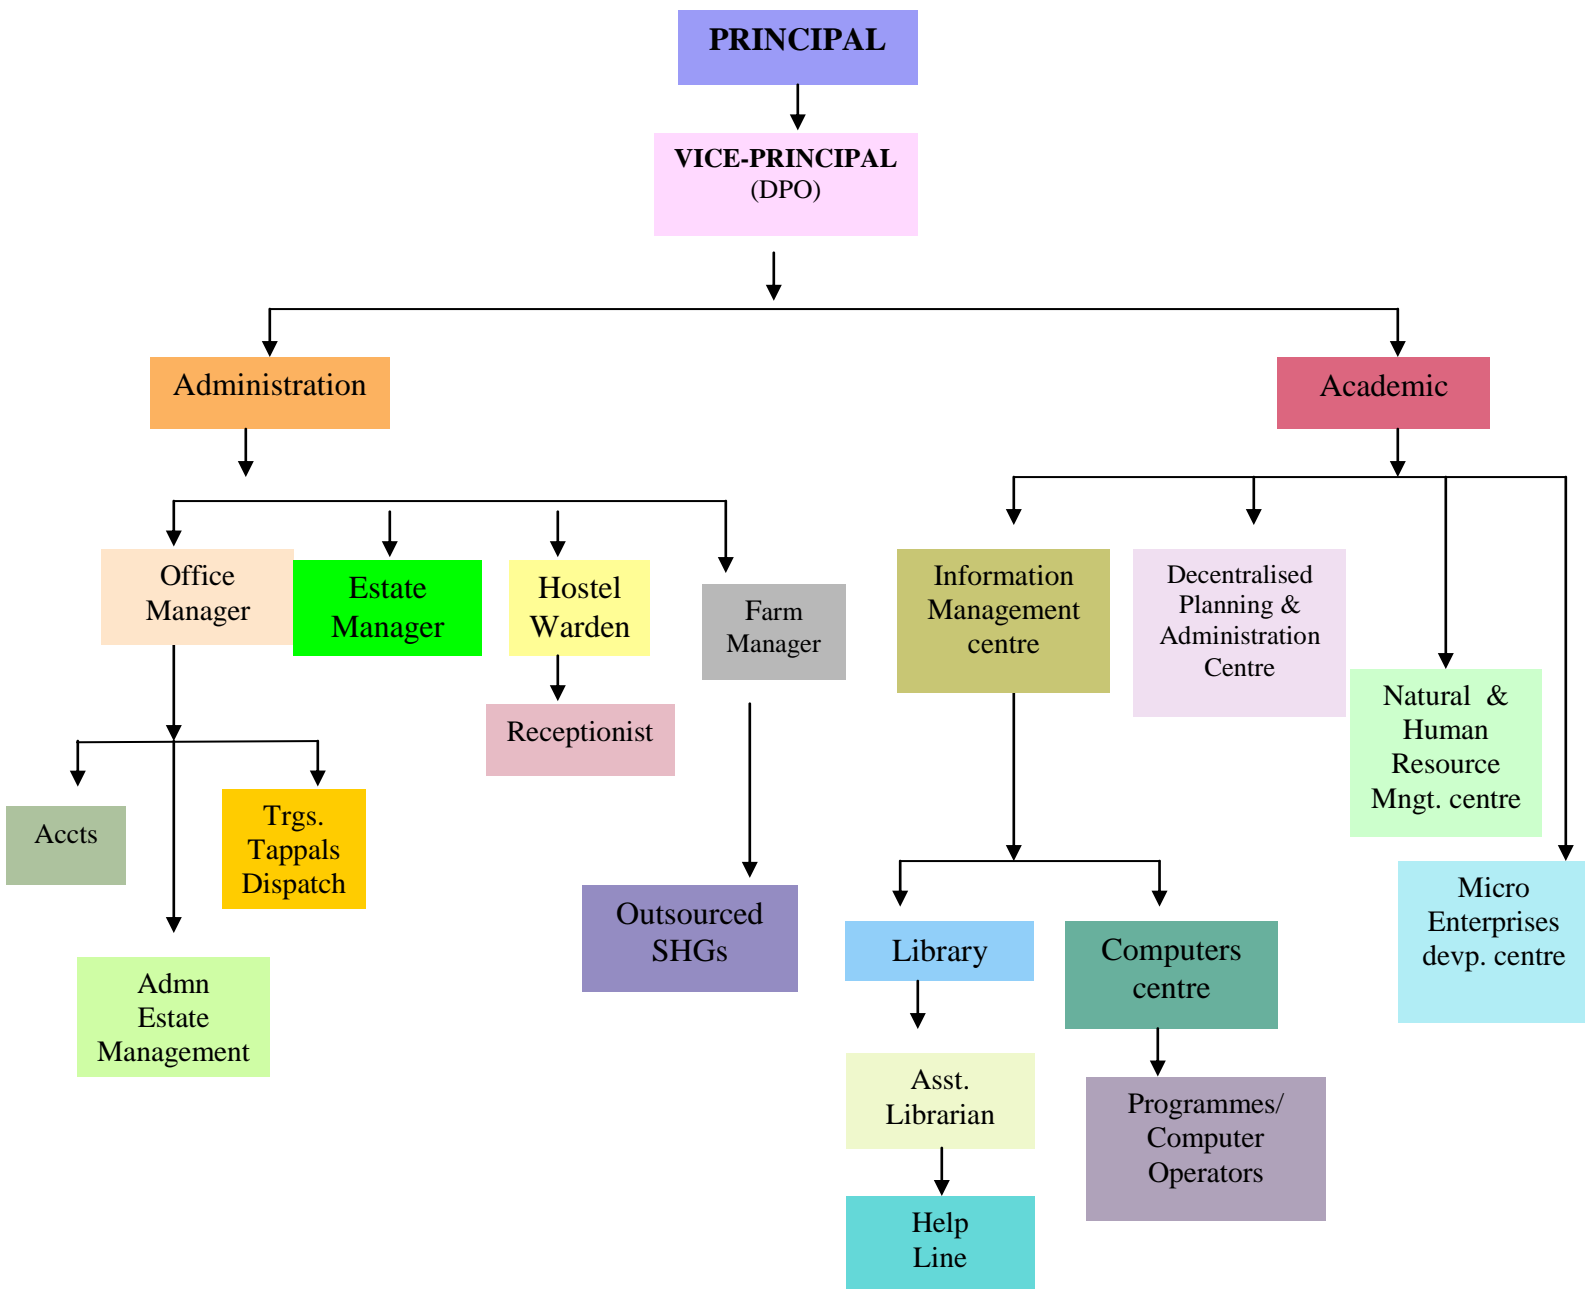 PRINCIPAL
VICE-PRINCIPAL
(DPO)
Administration
Academic
Office
Manager
Estate
Manager
Hostel
Warden
Farm
Manager
Information
Management
centre
Decentralised
Planning &
Administration
Centre
Natural & 
Human
Resource
Mngt. centre
Receptionist
Accts
Trgs.
Tappals
Dispatch
Outsourced
SHGs
Library
Computers
centre
Micro
Enterprises
devp. centre
Admn
Estate
Management
Asst.
Librarian
Programmes/
Computer
Operators
Help
Line